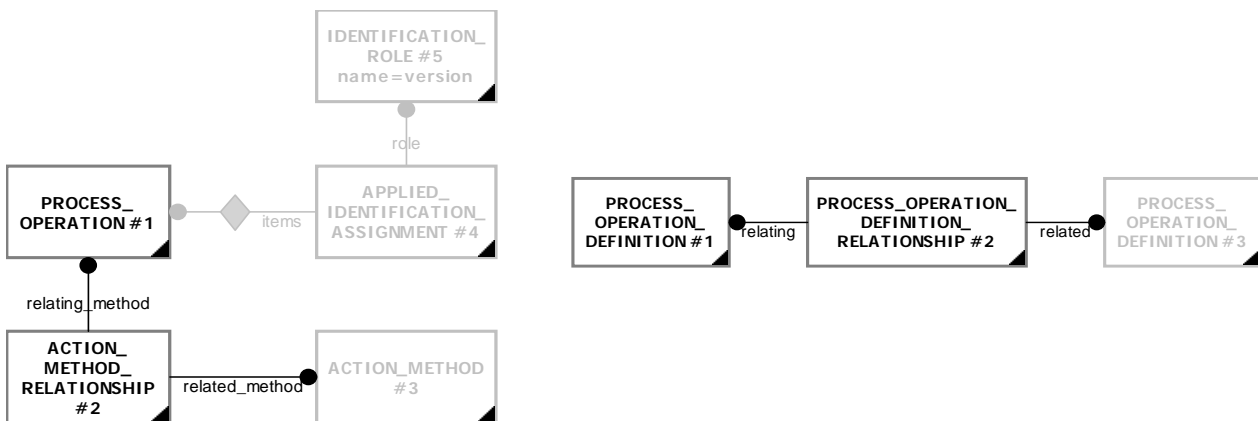 IDENTIFICATION_
ROLE #5
name=version
role
PROCESS_
OPERATION #1
items
APPLIED_
IDENTIFICATION_
ASSIGNMENT #4
relating_method
ACTION_
METHOD_
RELATIONSHIP
#2
related_method
ACTION_METHOD
#3
PROCESS_
OPERATION_
DEFINITION #1
relating
PROCESS_OPERATION_
DEFINITION_
RELATIONSHIP #2
related
PROCESS_
OPERATION_
DEFINITION #3